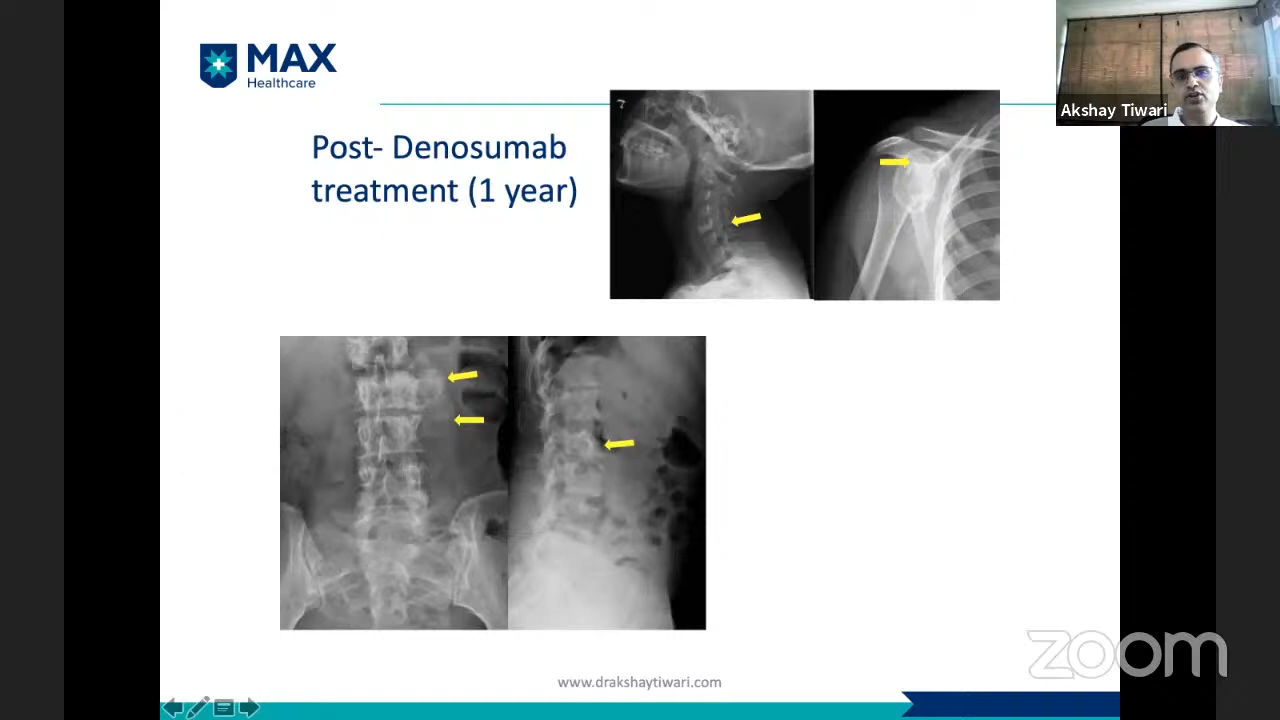 MAX
Healthcare
Akshay Tiwari
Post- Denosumab
treatment (1 year)
www.drakshaytiwari.com
zoom